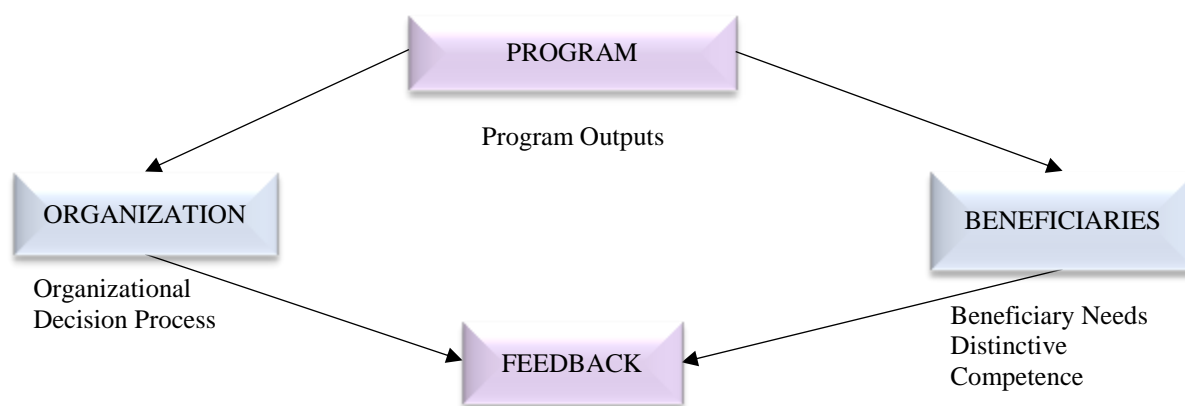 PROGRAM
Program Outputs
ORGANIZATION
BENEFICIARIES
Organizational
Decision Process
Beneficiary Needs
Distinctive
Competence
FEEDBACK